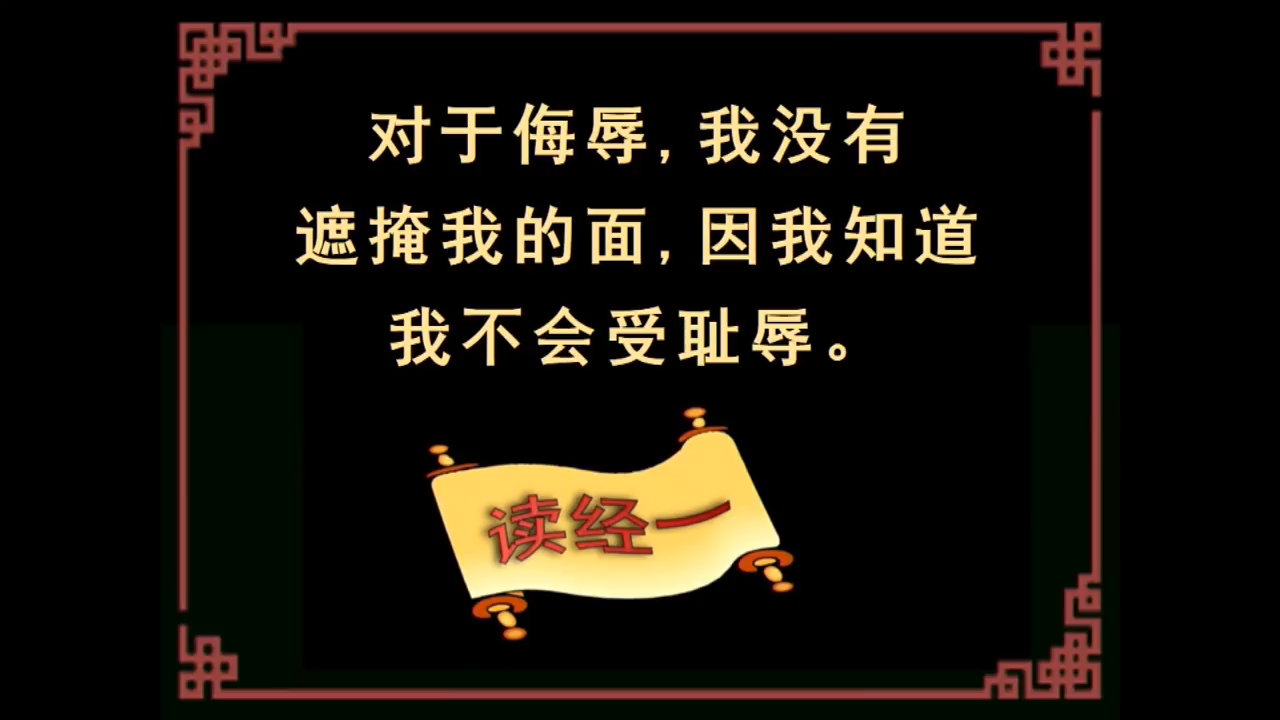 对于侮辱,我没有
遮掩我的面,因我知道
我不会受耻辱。
读经一